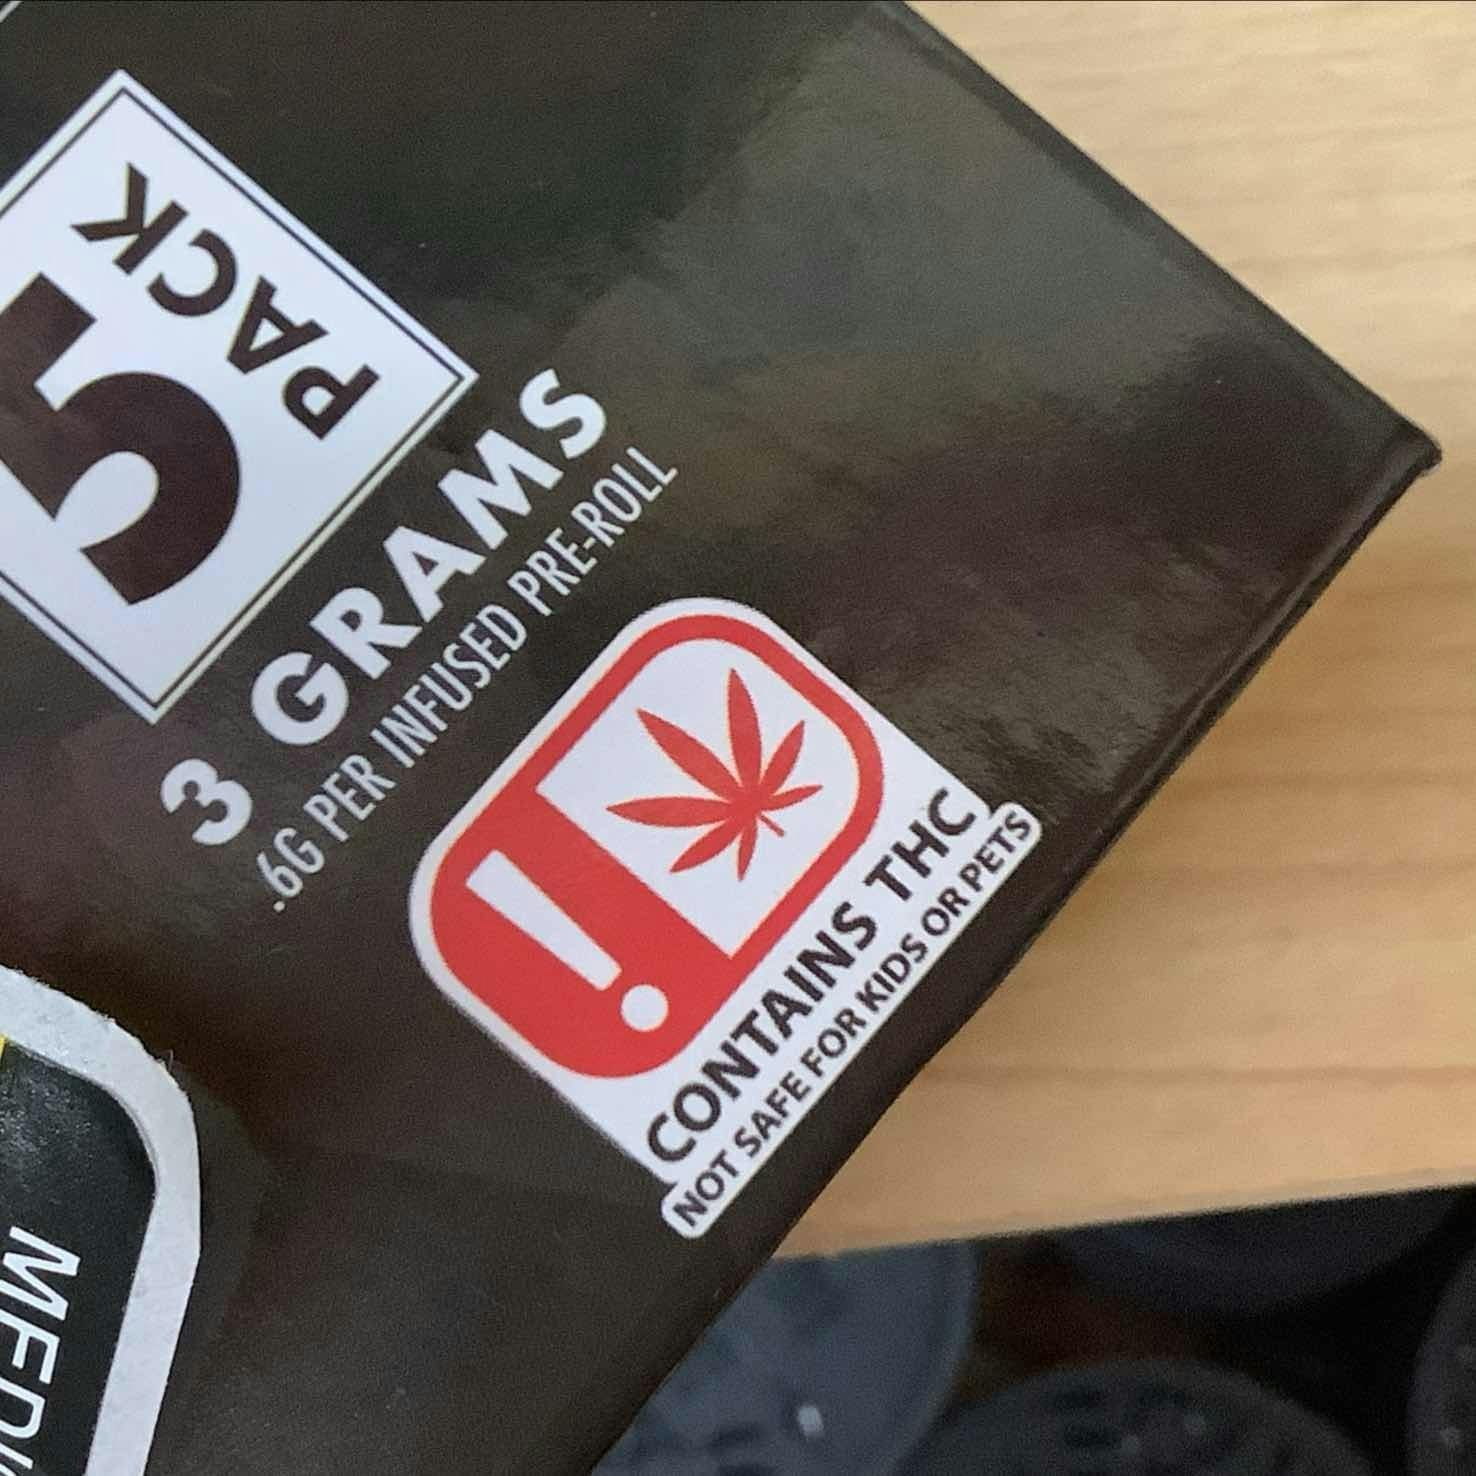 5
PACK
3 GRAMS
.6G PER INFUSED PRE-ROLL
!
CONTAINS THC
NOT SAFE FOR KIDS OR PETS